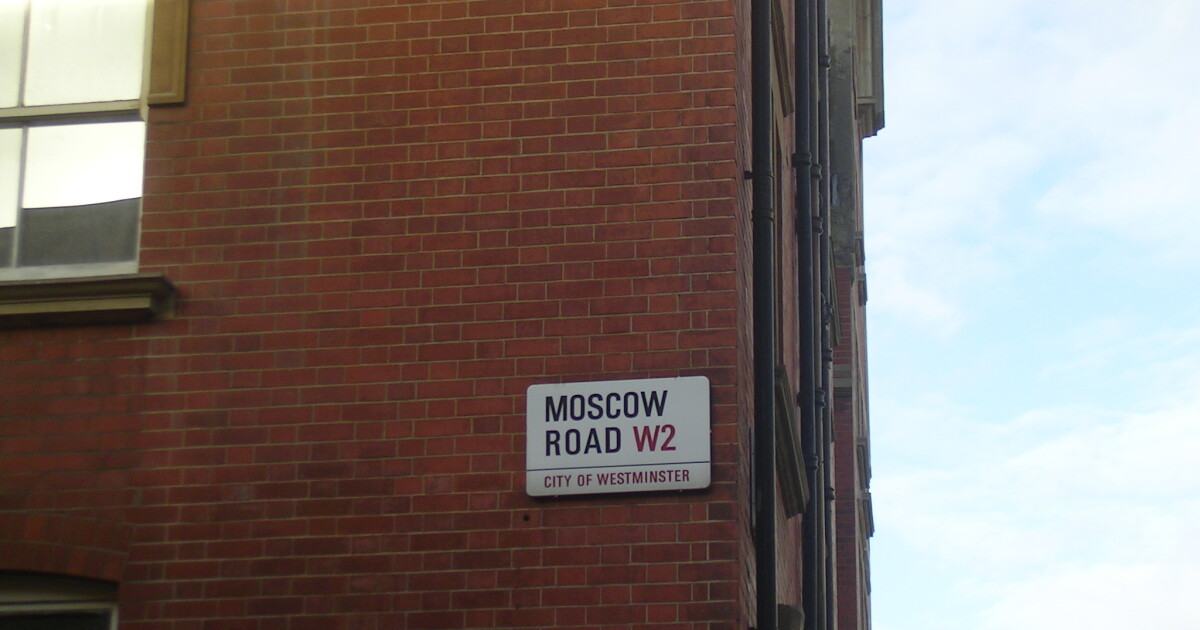 MOSCOW
ROAD W2
CITY OF WESTMINSTER